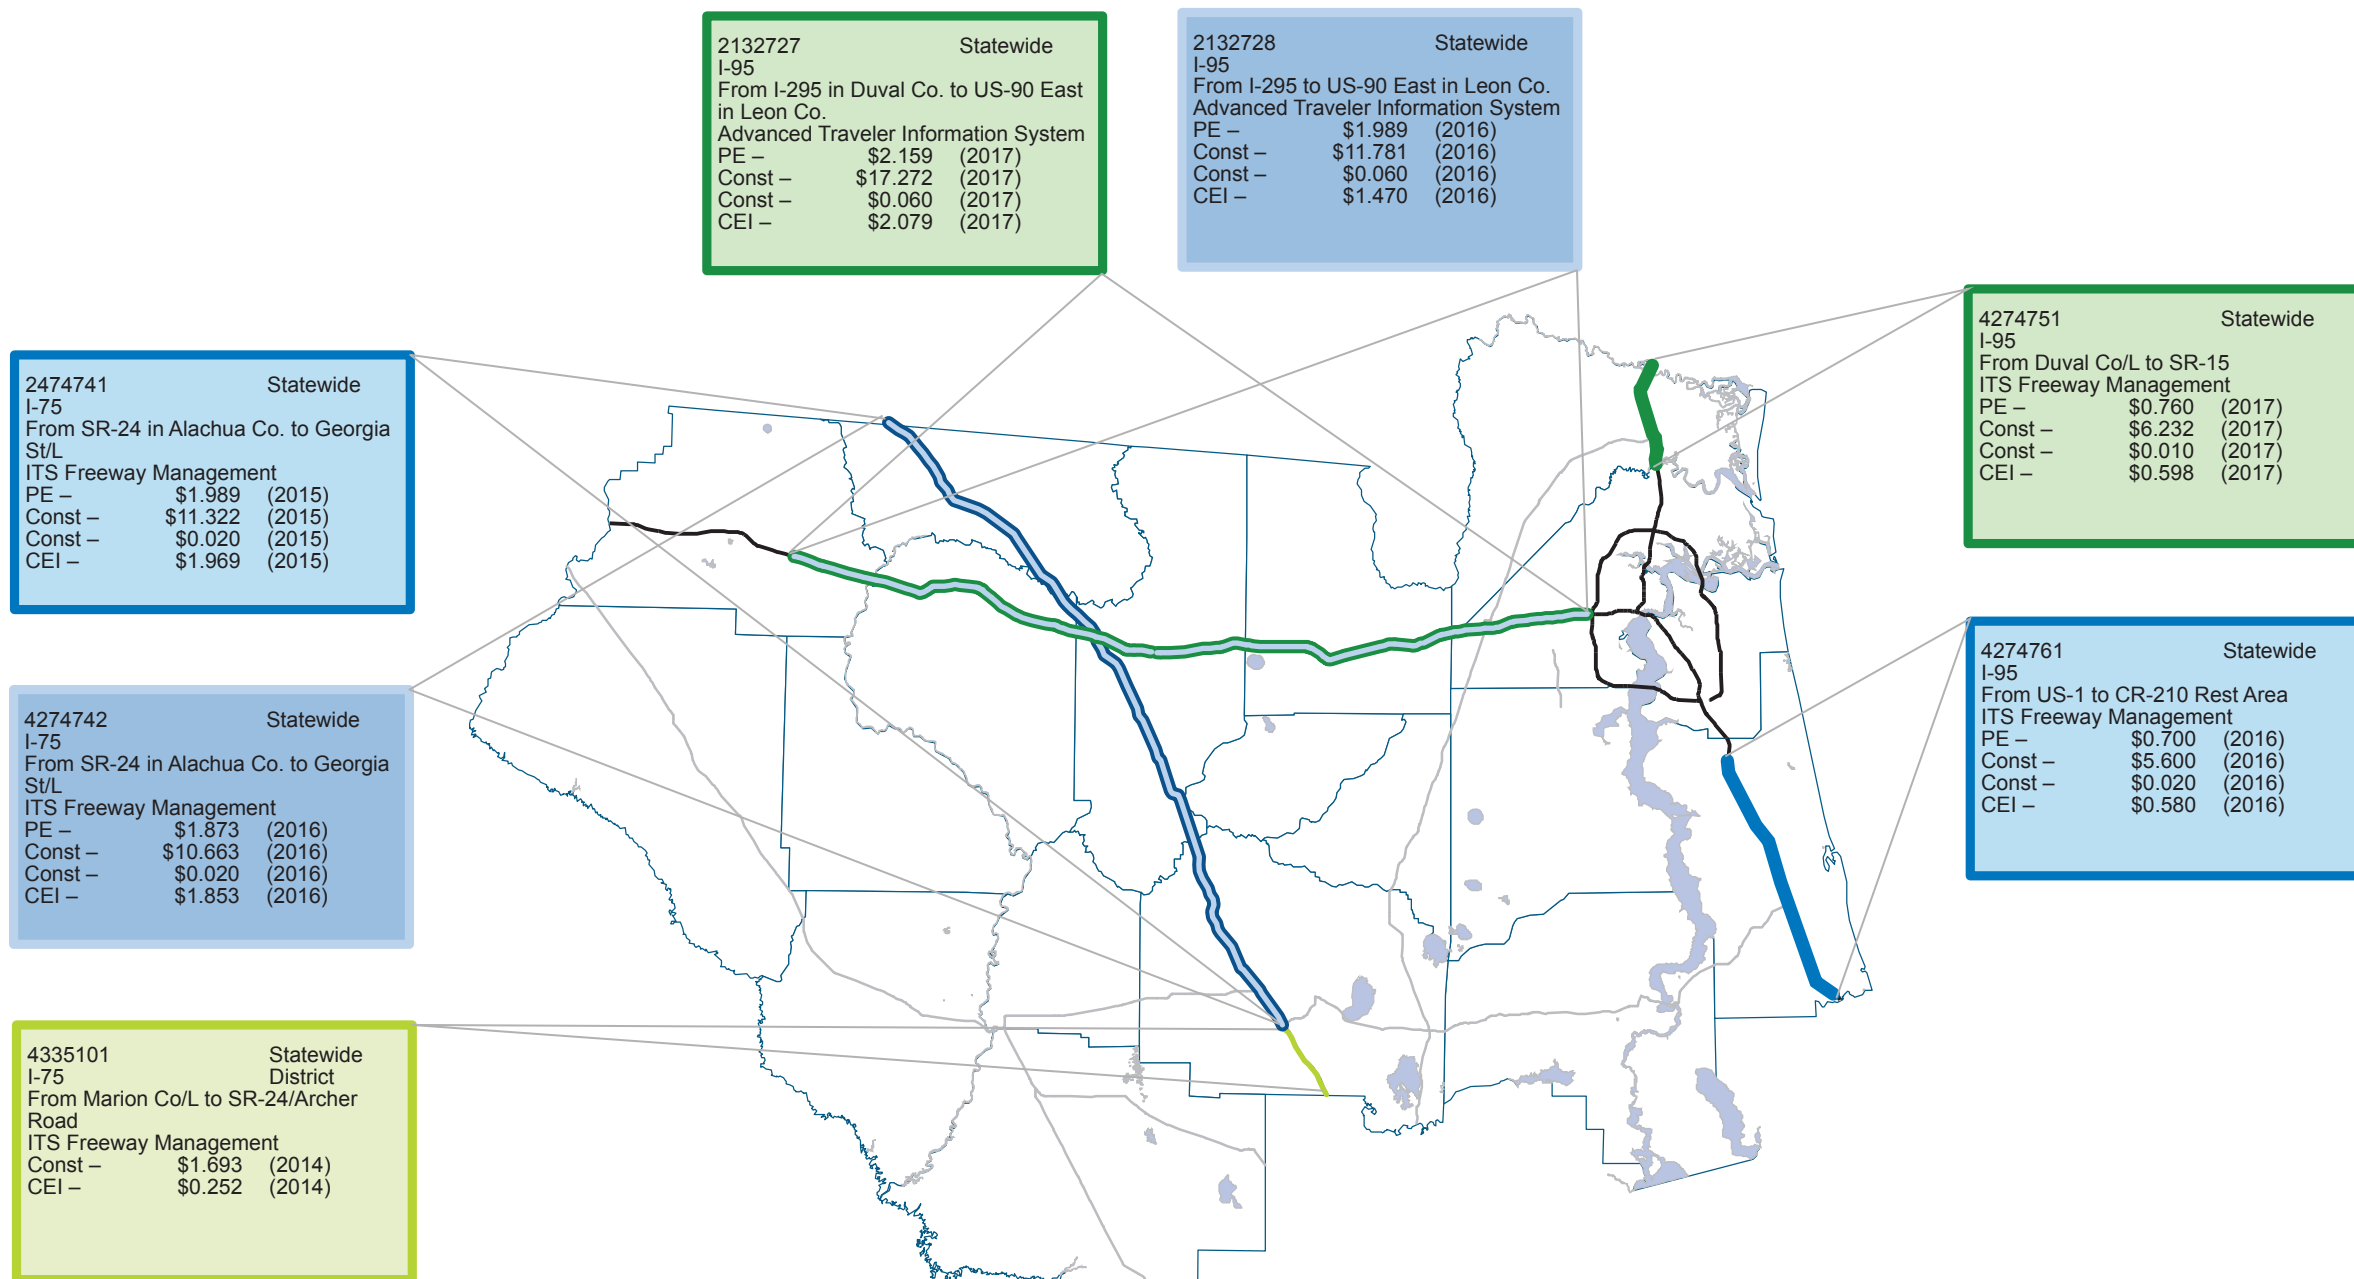 2132727 Statewide
I-95
From I-295 in Duval Co. to US-90 East
in Leon Co.
Advanced Traveler Information System
PE – $2.159 (2017)
Const – $17.272 (2017)
Const – $0.060 (2017)
CEI – $2.079 (2017)
2132728 Statewide
I-95
From I-295 to US-90 East in Leon Co.
Advanced Traveler Information System
PE – $1.989 (2016)
Const – $11.781 (2016)
Const – $0.060 (2016)
CEI – $1.470 (2016)
4274751 Statewide
I-95
From Duval Co/L to SR-15
ITS Freeway Management
PE – $0.760 (2017)
Const – $6.232 (2017)
Const – $0.010 (2017)
CEI – $0.598 (2017)
2474741 Statewide
I-75
From SR-24 in Alachua Co. to Georgia
St/L
ITS Freeway Management
PE – $1.989 (2015)
Const – $11.322 (2015)
Const – $0.020 (2015)
CEI – $1.969 (2015)
4274761 Statewide
I-95
From US-1 to CR-210 Rest Area
ITS Freeway Management
PE – $0.700 (2016)
Const – $5.600 (2016)
Const – $0.020 (2016)
CEI – $0.580 (2016)
4274742 Statewide
I-75
From SR-24 in Alachua Co. to Georgia
St/L
ITS Freeway Management
PE – $1.873 (2016)
Const – $10.663 (2016)
Const – $0.020 (2016)
CEI – $1.853 (2016)
4335101 Statewide
I-75 District
From Marion Co/L to SR-24/Archer
Road
ITS Freeway Management
Const – $1.693 (2014)
CEI – $0.252 (2014)